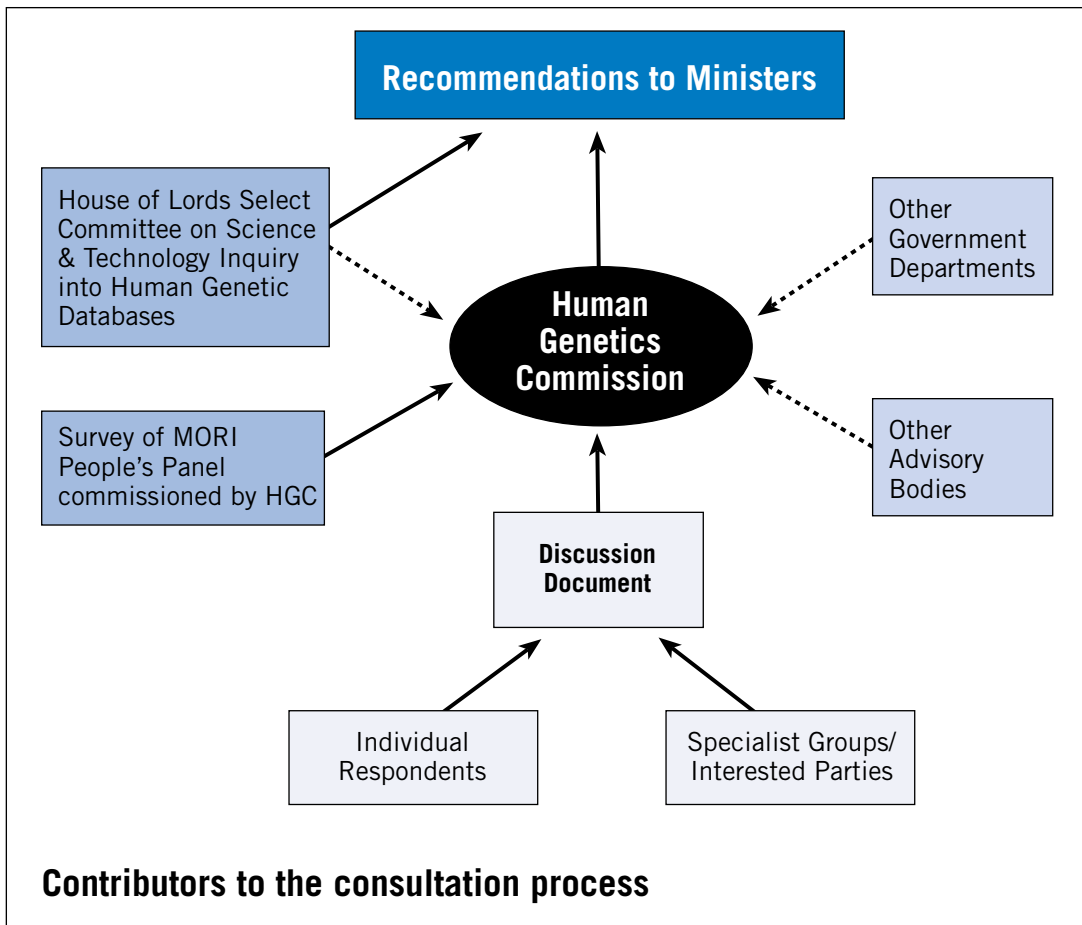 Recommendations to Ministers
House of Lords Select
Committee on Science
& Technology Inquiry
into Human Genetic
Databases
Other
Government
Departments
Human
Genetics
Commission
Survey of MORI
People’s Panel
commissioned by HGC
Other
Advisory
Bodies
Discussion
Document
Individual
Respondents
Specialist Groups/
Interested Parties
Contributors to the consultation process